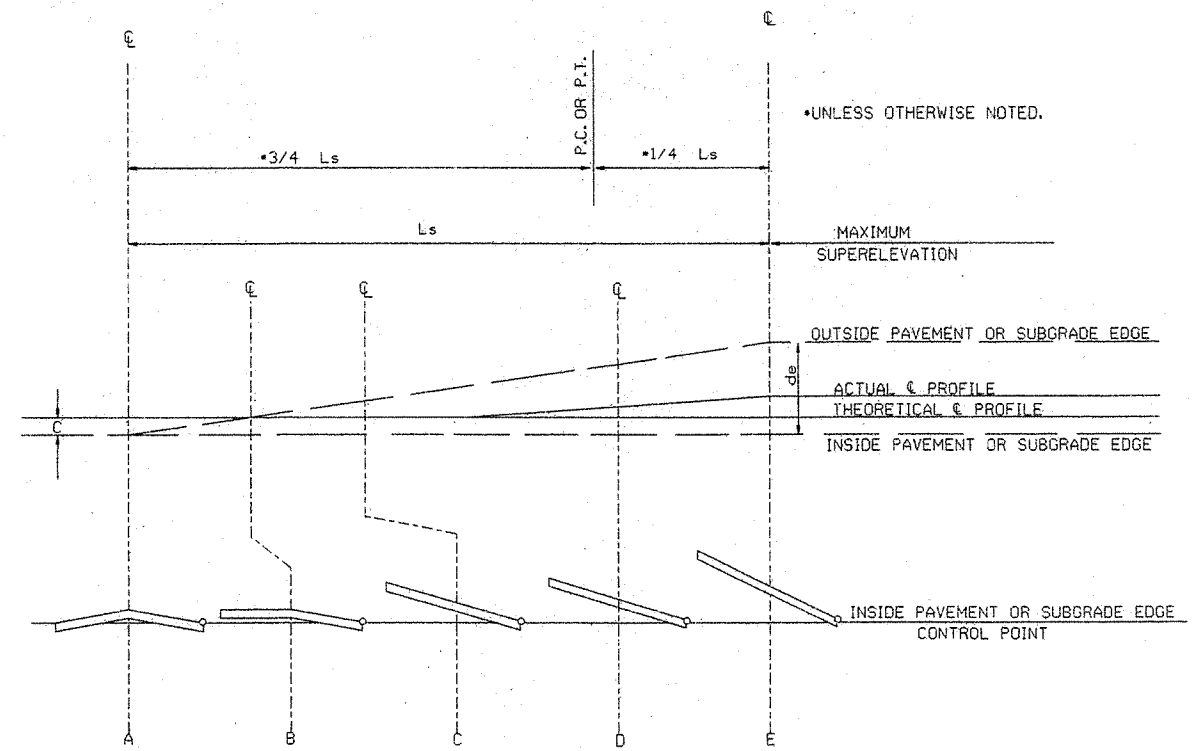 ℄
℄
P.C. OR P.T.
*UNLESS OTHERWISE NOTED.
*3/4 Ls
*1/4 Ls
Ls
MAXIMUM
SUPERELEVATION
℄
℄
℄
OUTSIDE PAVEMENT OR SUBGRADE EDGE
de
ACTUAL ℄ PROFILE
THEORETICAL ℄ PROFILE
C
INSIDE PAVEMENT OR SUBGRADE EDGE
INSIDE PAVEMENT OR SUBGRADE EDGE
CONTROL POINT
A
B
C
D
E